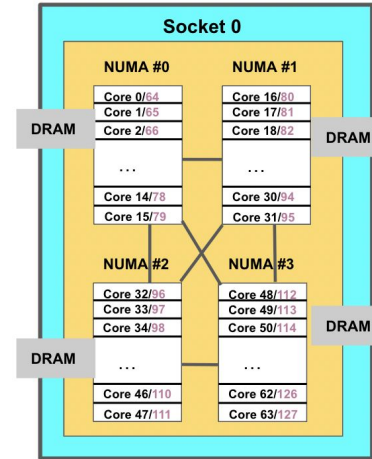 Socket 0
NUMA #0
Core 0/64
Core 1/65
Core 2/66
...
Core 14/78
Core 15/79
DRAM
NUMA #1
Core 16/80
Core 17/81
Core 18/82
...
Core 30/94
Core 31/95
DRAM
NUMA #2
Core 32/96
Core 33/97
Core 34/98
...
Core 46/110
Core 47/111
DRAM
NUMA #3
Core 48/112
Core 49/113
Core 50/114
...
Core 62/126
Core 63/127
DRAM